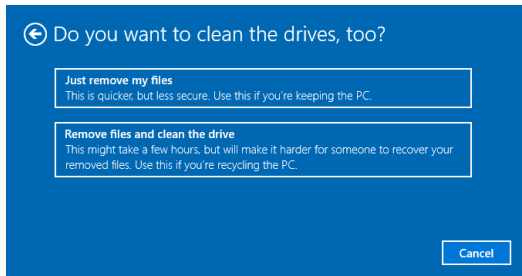 Do you want to clean the drives, too?
Just remove my files
This is quicker, but less secure. Use this if you're keeping the PC.
Remove files and clean the drive
This might take a few hours, but will make it harder for someone to recover your
removed files. Use this if you're recycling the PC.
Cancel